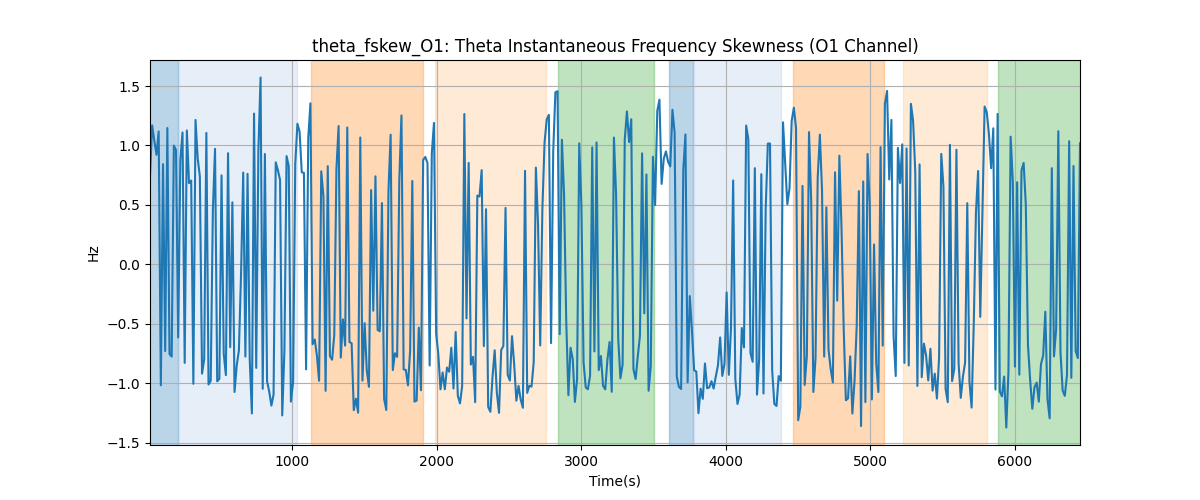 theta_fskew_O1: Theta Instantaneous Frequency Skewness (O1 Channel)
1.5
1.0
0.5
0.0
−0.5
−1.0
−1.5
Hz
1000 2000 3000 4000 5000 6000
Time(s)